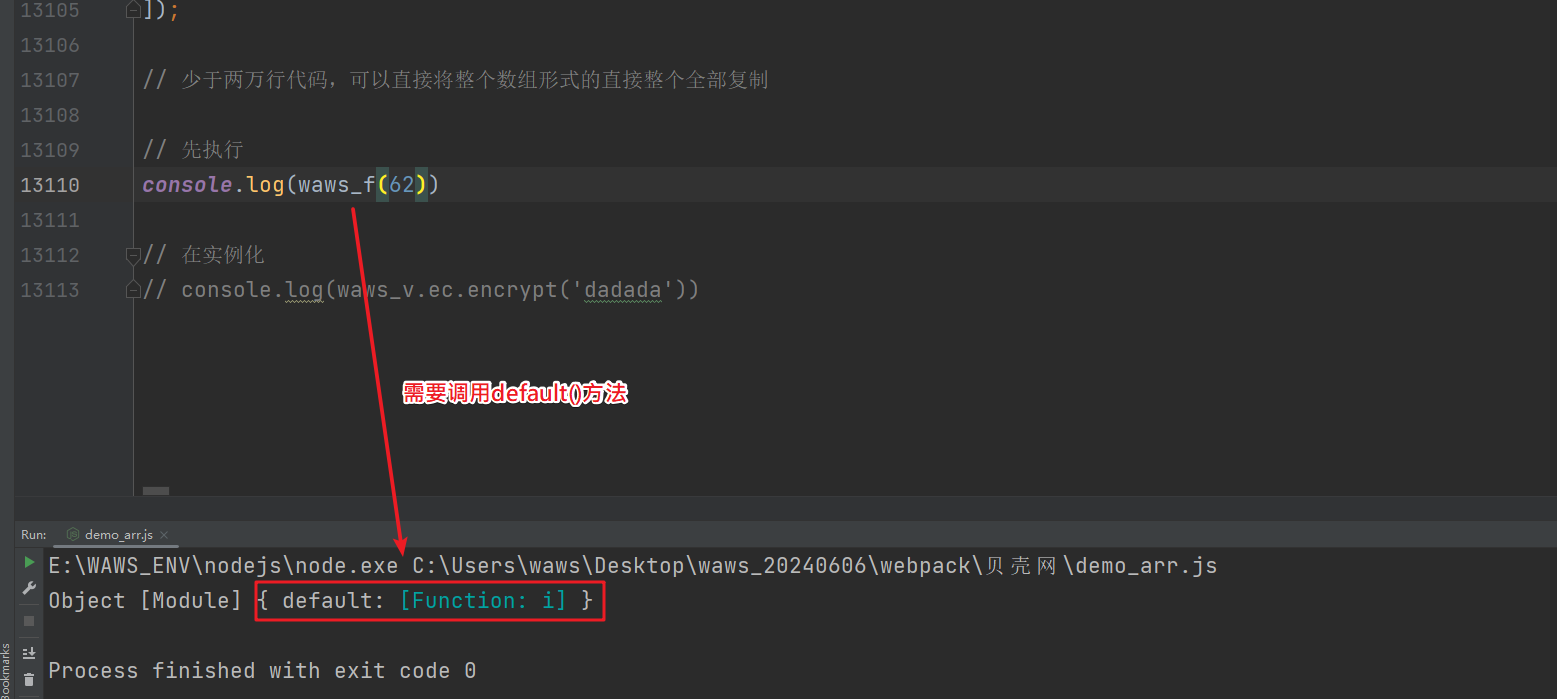 13105 ]);
13106
13107 // 少于两万行代码，可以直接将整个数组形式的直接整个全部复制
13108
13109 // 先执行
13110 console.log(waws_f(62))
13111
13112 // 在实例化
13113 // console.log(waws_v.ec.encrypt('dadada'))
需要调用default()方法
Run: demo_arr.js
E:\WAWS_ENV\nodejs\node.exe C:\Users\waws\Desktop\waws_20240606\webpack\贝壳网\demo_arr.js
Object [Module] { default: [Function: i] }
Process finished with exit code 0
Bookmarks